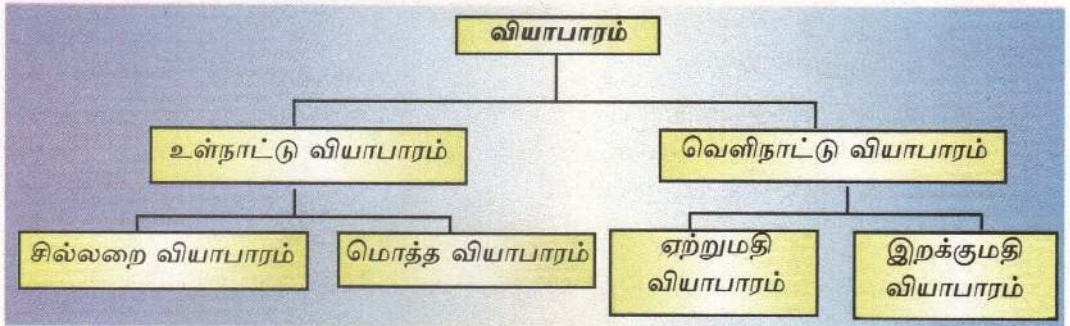 வியாபாரம்
உள்நாட்டு வியாபாரம்
வெளிநாட்டு வியாபாரம்
சில்லறை வியாபாரம்
மொத்த வியாபாரம்
ஏற்றுமதி
வியாபாரம்
இறக்குமதி
வியாபாரம்